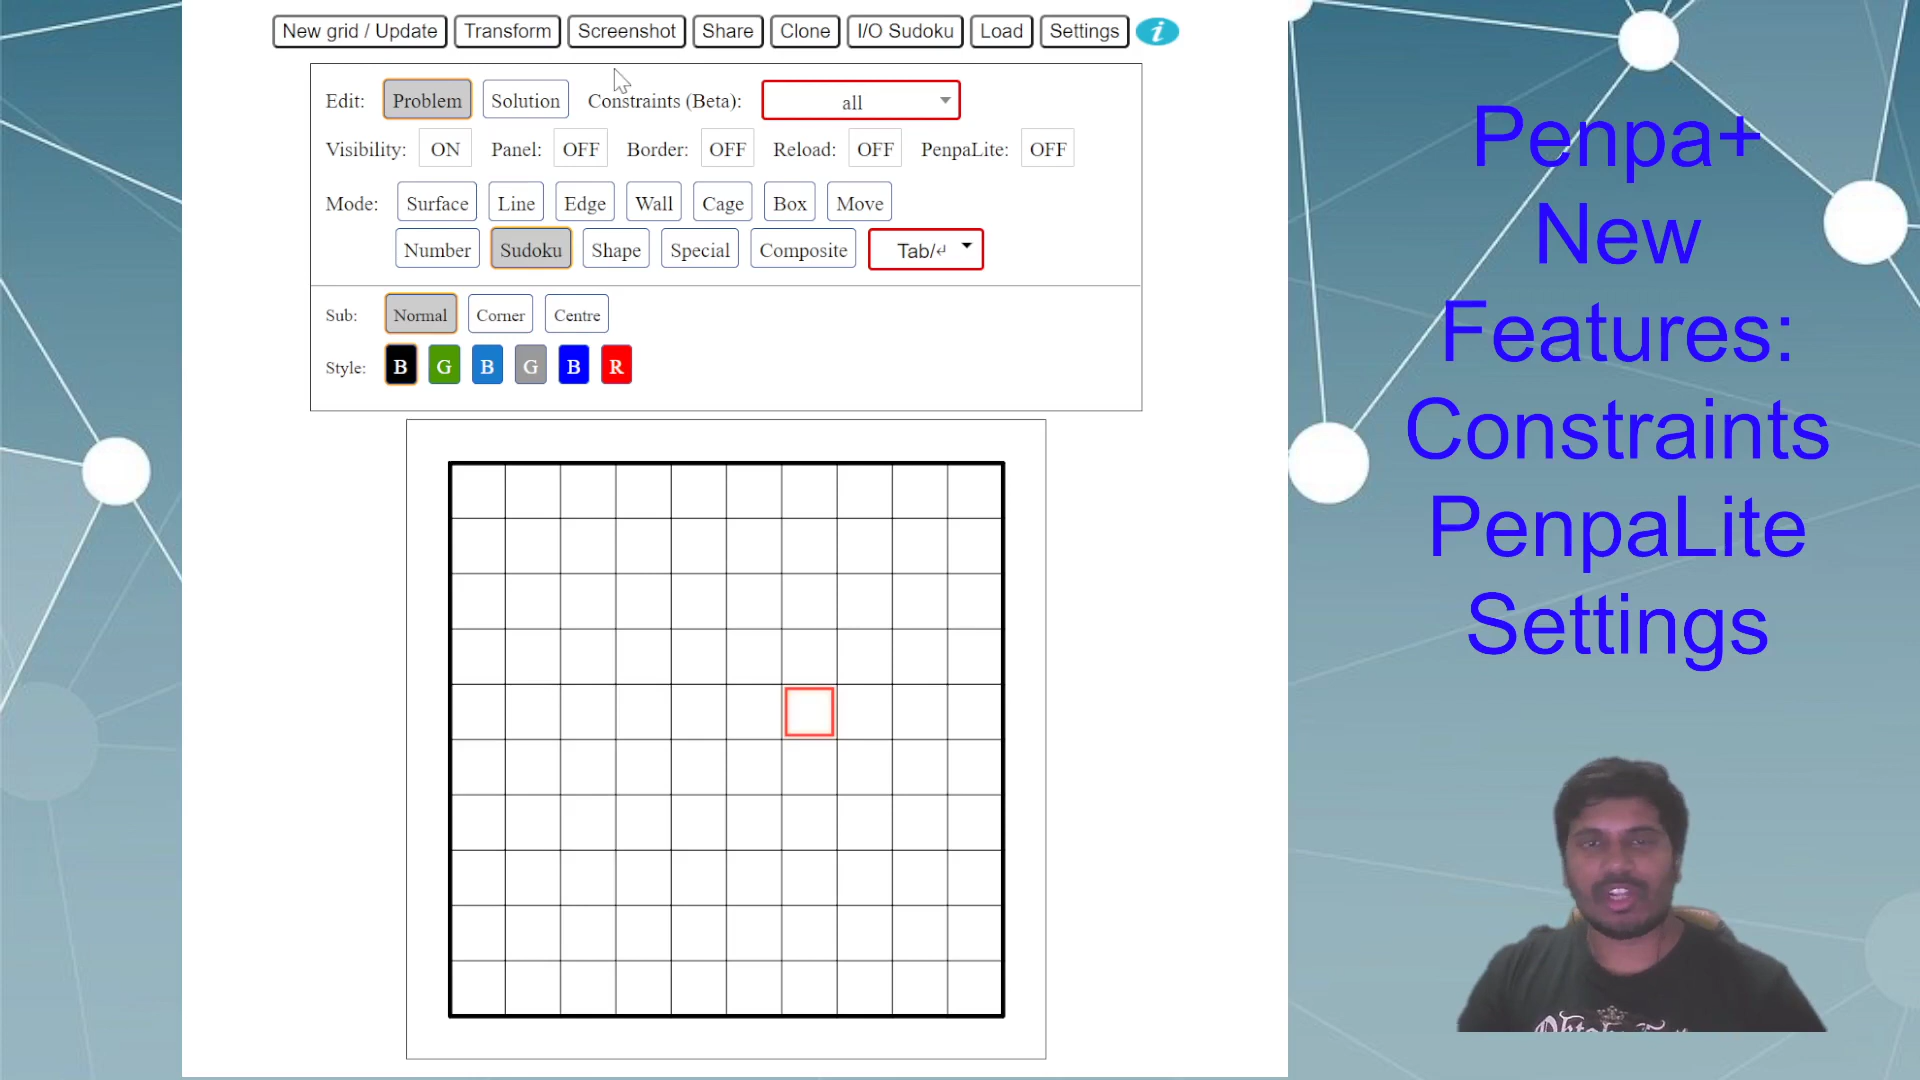 New grid / Update Transform Screenshot Share Clone I/O Sudoku Load Settings i
Edit: Problem Solution Constraints (Beta): all
Visibility: ON Panel: OFF Border: OFF Reload: OFF PenpaLite: OFF
Mode: Surface Line Edge Wall Cage Box Move
Number Sudoku Shape Special Composite Tab/↵
Sub: Normal Corner Centre
Style: B G B G B R
Penpa+
New
Features:
Constraints
PenpaLite
Settings